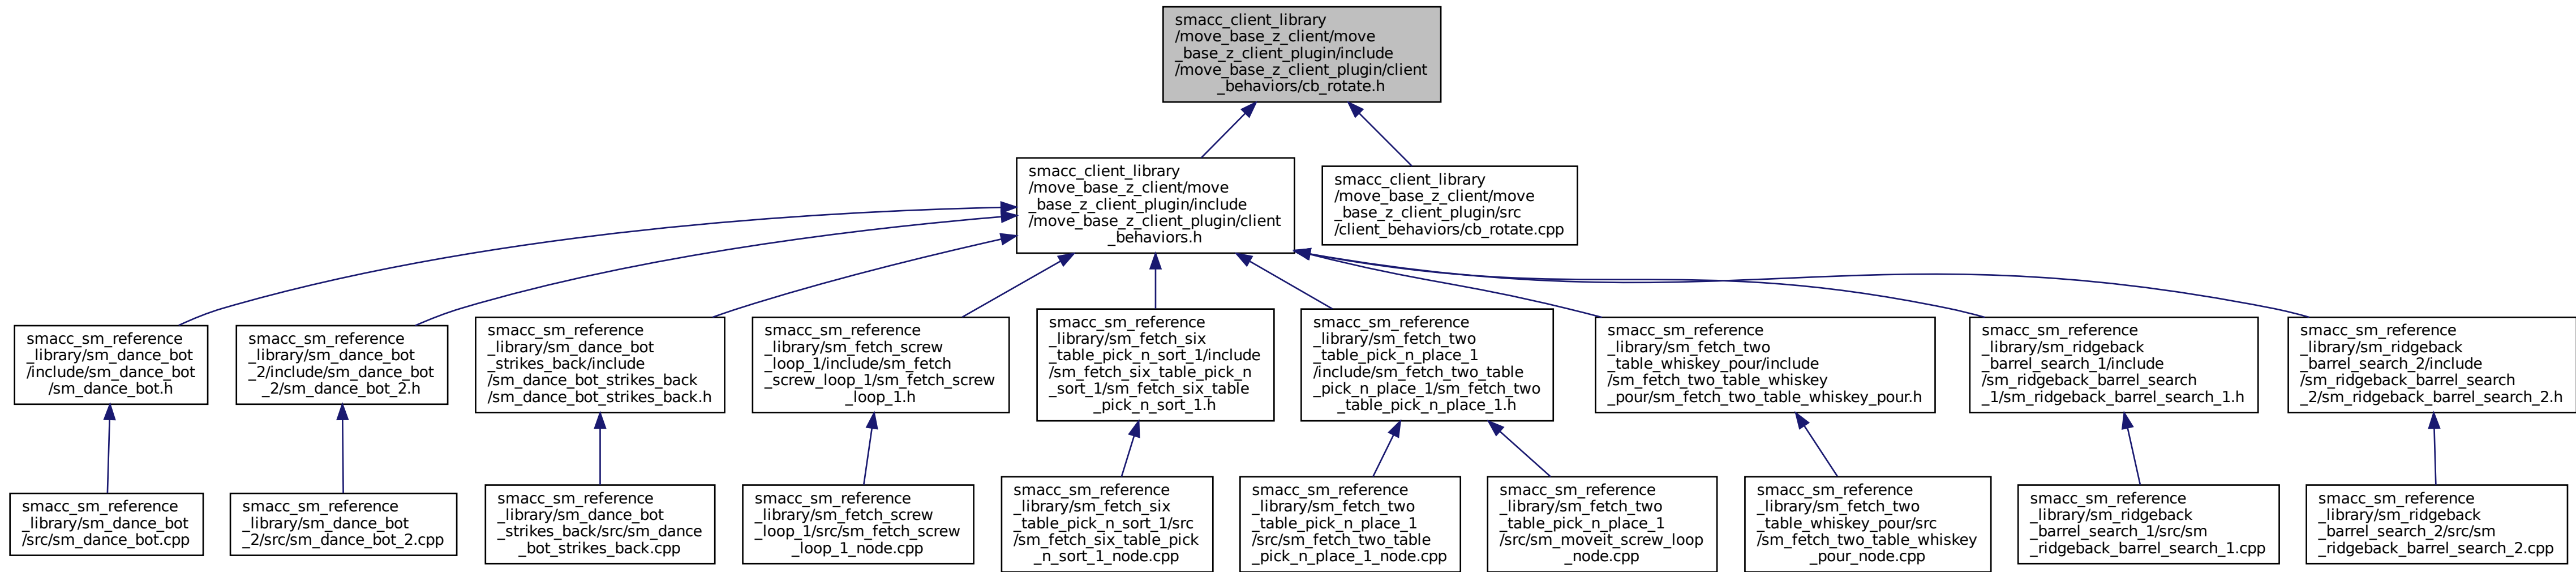 smacc_client_library
/move_base_z_client/move
_base_z_client_plugin/include
/move_base_z_client_plugin/client
_behaviors/cb_rotate.h
smacc_client_library
/move_base_z_client/move
_base_z_client_plugin/include
/move_base_z_client_plugin/client
_behaviors.h
smacc_client_library
/move_base_z_client/move
_base_z_client_plugin/src
/client_behaviors/cb_rotate.cpp
smacc_sm_reference
_library/sm_dance_bot
/include/sm_dance_bot
/sm_dance_bot.h
smacc_sm_reference
_library/sm_dance_bot
_2/include/sm_dance_bot
_2/sm_dance_bot_2.h
smacc_sm_reference
_library/sm_dance_bot
_strikes_back/include
/sm_dance_bot_strikes_back
/sm_dance_bot_strikes_back.h
smacc_sm_reference
_library/sm_fetch_screw
_loop_1/include/sm_fetch
_screw_loop_1/sm_fetch_screw
_loop_1.h
smacc_sm_reference
_library/sm_fetch_six
_table_pick_n_sort_1/include
/sm_fetch_six_table_pick_n
_sort_1/sm_fetch_six_table
_pick_n_sort_1.h
smacc_sm_reference
_library/sm_fetch_two
_table_pick_n_place_1
/include/sm_fetch_two_table
_pick_n_place_1/sm_fetch_two
_table_pick_n_place_1.h
smacc_sm_reference
_library/sm_fetch_two
_table_whiskey_pour/include
/sm_fetch_two_table_whiskey
_pour/sm_fetch_two_table_whiskey_pour.h
smacc_sm_reference
_library/sm_ridgeback
_barrel_search_1/include
/sm_ridgeback_barrel_search
_1/sm_ridgeback_barrel_search_1.h
smacc_sm_reference
_library/sm_ridgeback
_barrel_search_2/include
/sm_ridgeback_barrel_search
_2/sm_ridgeback_barrel_search_2.h
smacc_sm_reference
_library/sm_dance_bot
/src/sm_dance_bot.cpp
smacc_sm_reference
_library/sm_dance_bot
_2/src/sm_dance_bot_2.cpp
smacc_sm_reference
_library/sm_dance_bot
_strikes_back/src/sm_dance
_bot_strikes_back.cpp
smacc_sm_reference
_library/sm_fetch_screw
_loop_1/src/sm_fetch_screw
_loop_1_node.cpp
smacc_sm_reference
_library/sm_fetch_six
_table_pick_n_sort_1/src
/sm_fetch_six_table_pick
_n_sort_1_node.cpp
smacc_sm_reference
_library/sm_fetch_two
_table_pick_n_place_1
/src/sm_fetch_two_table
_pick_n_place_1_node.cpp
smacc_sm_reference
_library/sm_fetch_two
_table_pick_n_place_1
/src/sm_moveit_screw_loop
_node.cpp
smacc_sm_reference
_library/sm_fetch_two
_table_whiskey_pour/src
/sm_fetch_two_table_whiskey
_pour_node.cpp
smacc_sm_reference
_library/sm_ridgeback
_barrel_search_1/src/sm
_ridgeback_barrel_search_1.cpp
smacc_sm_reference
_library/sm_ridgeback
_barrel_search_2/src/sm
_ridgeback_barrel_search_2.cpp